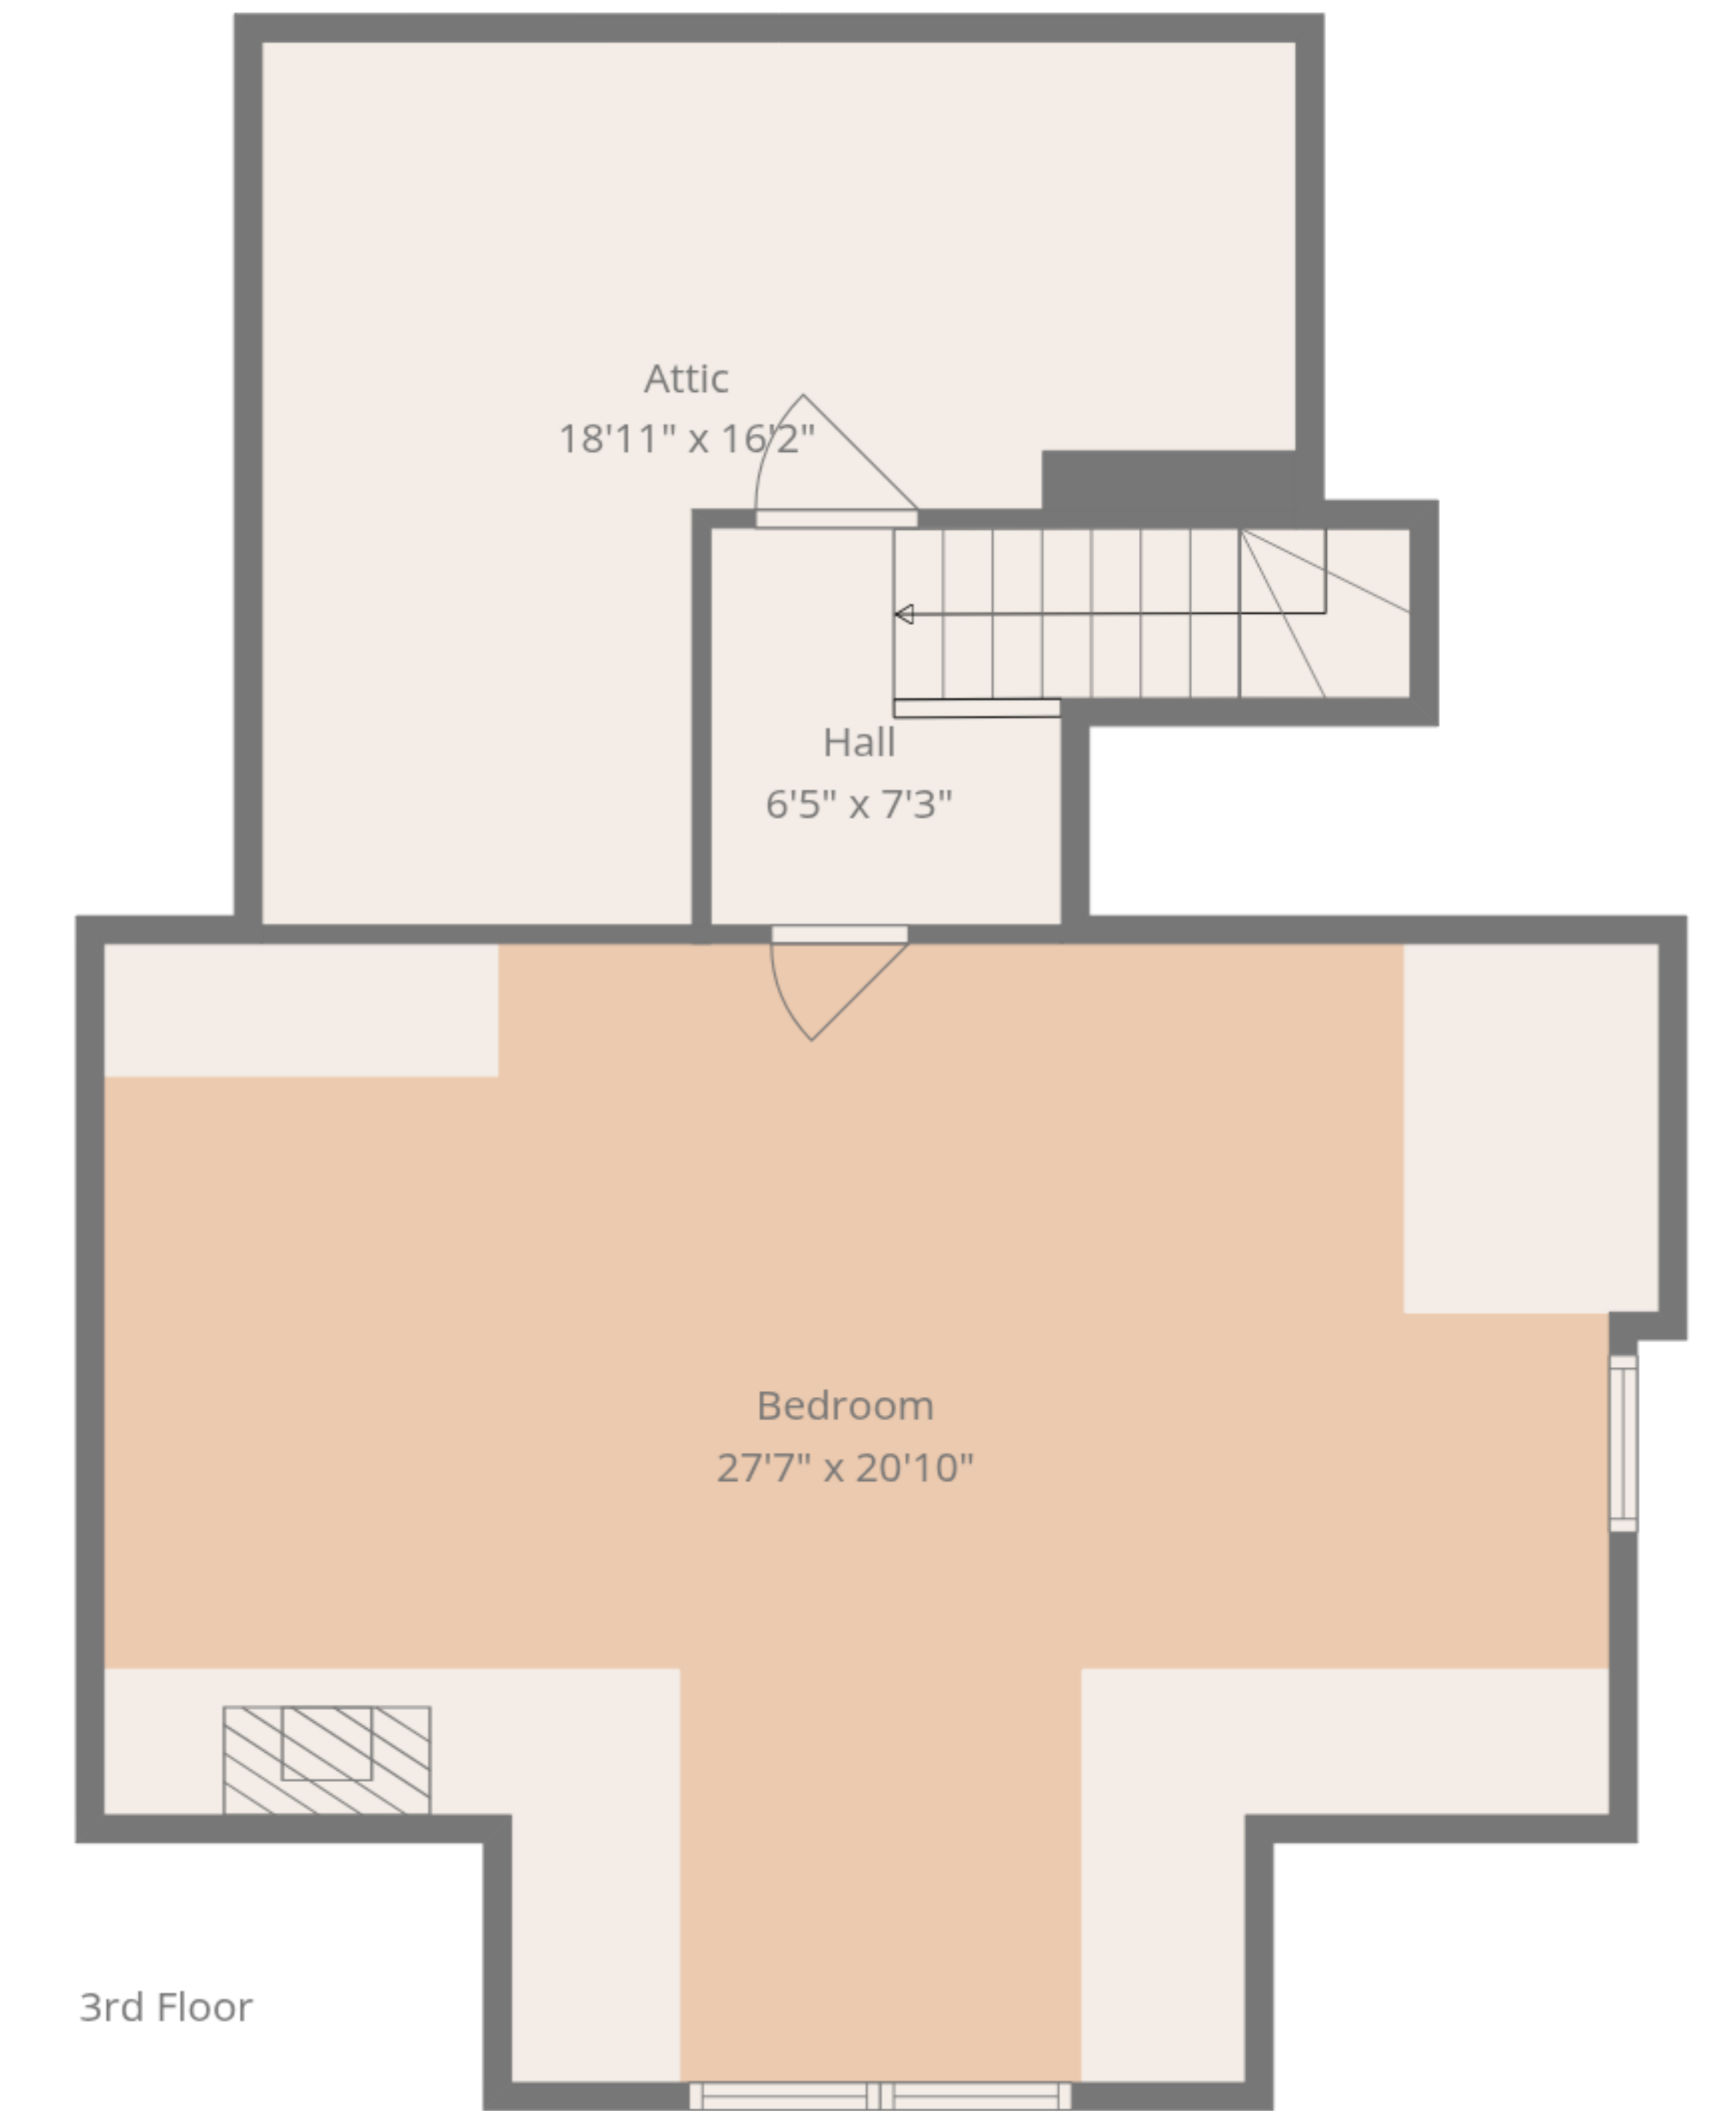 Attic
18'11" x 16'2"
Hall
6'5" x 7'3"
Bedroom
27'7" x 20'10"
3rd Floor